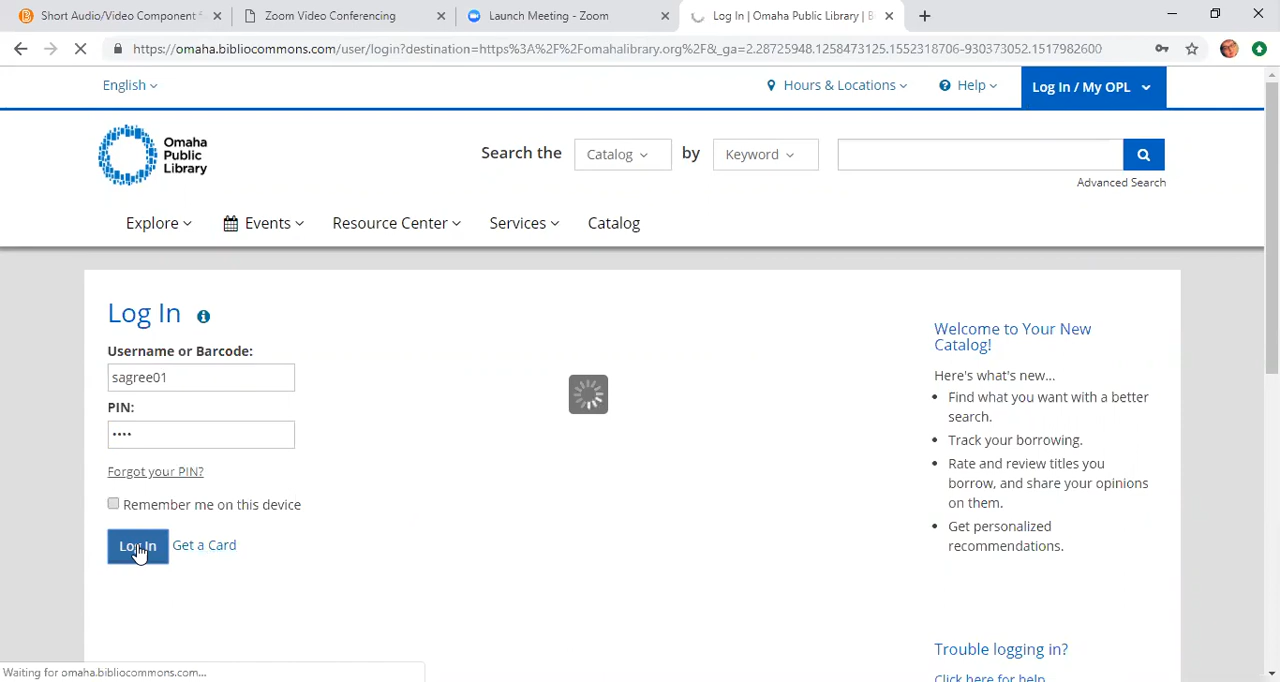 Short Audio/Video Component
Zoom Video Conferencing
Launch Meeting - Zoom
Log In | Omaha Public Library | B
https://omaha.bibliocommons.com/user/login?destination=https%3A%2F%2Fomahalibrary.org%2F&_ga=2.28725948.1258473125.1552318706-930373052.1517982600
English
Hours & Locations
Help
Log In / My OPL
Omaha
Public
Library
Search the
Catalog
by
Keyword
Advanced Search
Explore
Events
Resource Center
Services
Catalog
Log In
Username or Barcode:
sagree01
PIN:
••••
Forgot your PIN?
Remember me on this device
Log In
Get a Card
Welcome to Your New
Catalog!
Here's what's new...
• Find what you want with a better
search.
• Track your borrowing.
• Rate and review titles you
borrow, and share your opinions
on them.
• Get personalized
recommendations.
Trouble logging in?
Click here for help
Waiting for omaha.bibliocommons.com...